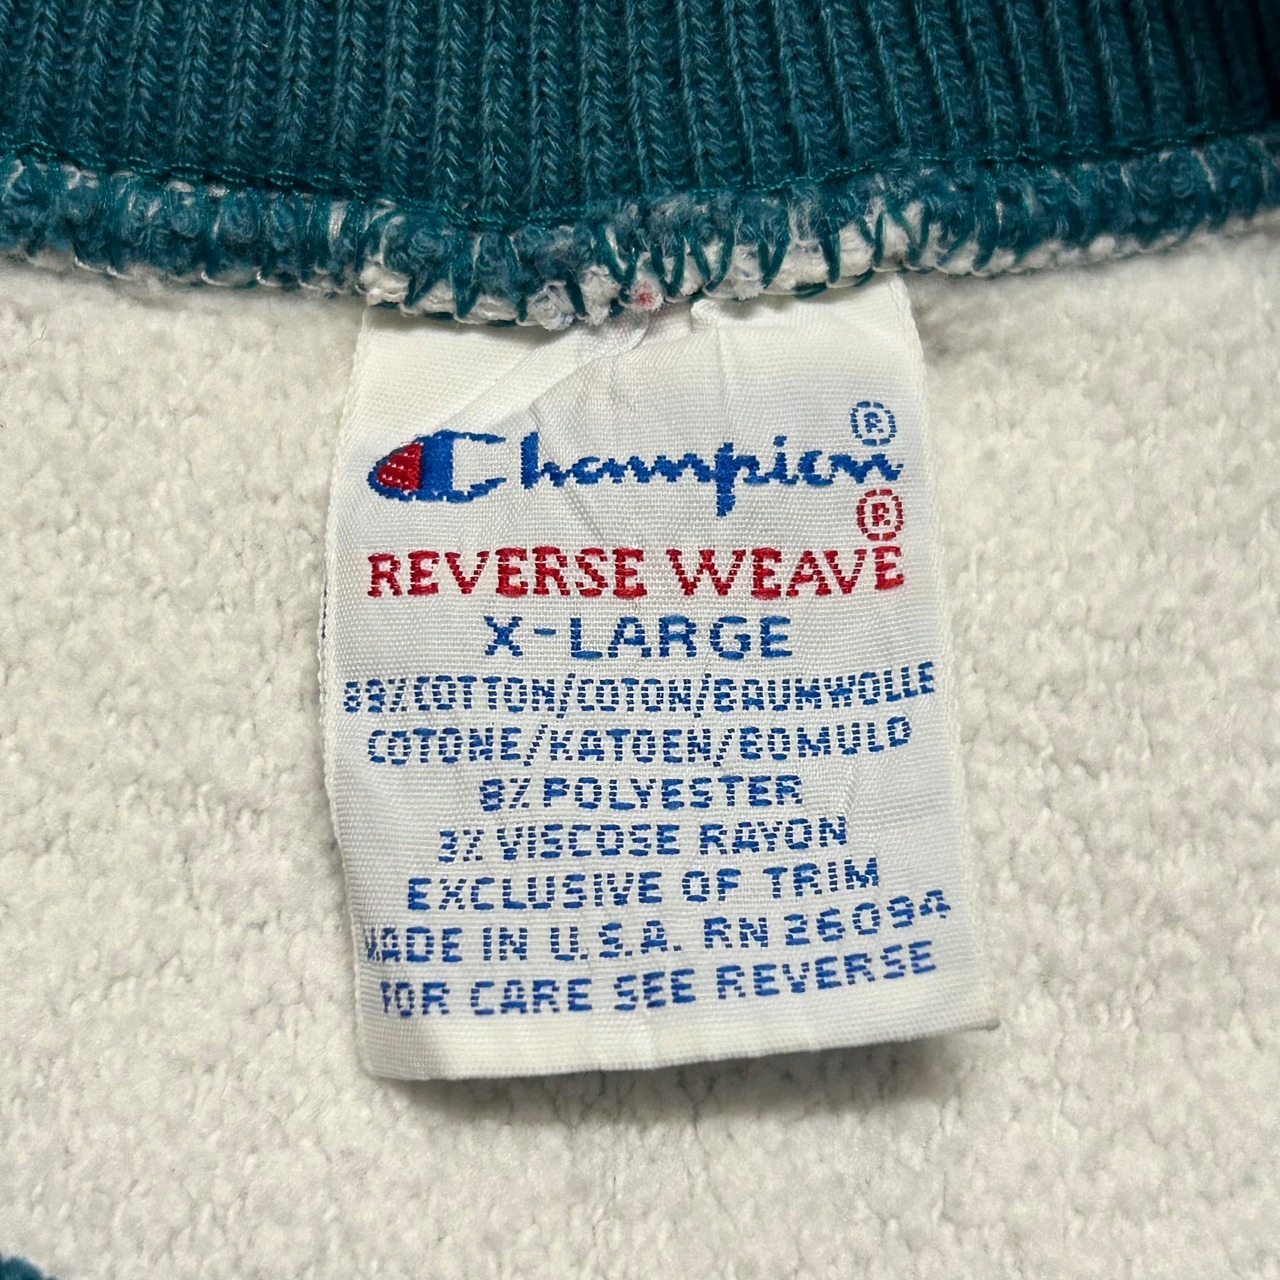 Champion®
REVERSE WEAVE®
X-LARGE
89% COTTON/COTON/BAUMWOLLE
COTONE/KATOEN/BOMULD
8% POLYESTER
3% VISCOSE RAYON
EXCLUSIVE OF TRIM
MADE IN U.S.A. RN 26094
FOR CARE SEE REVERSE